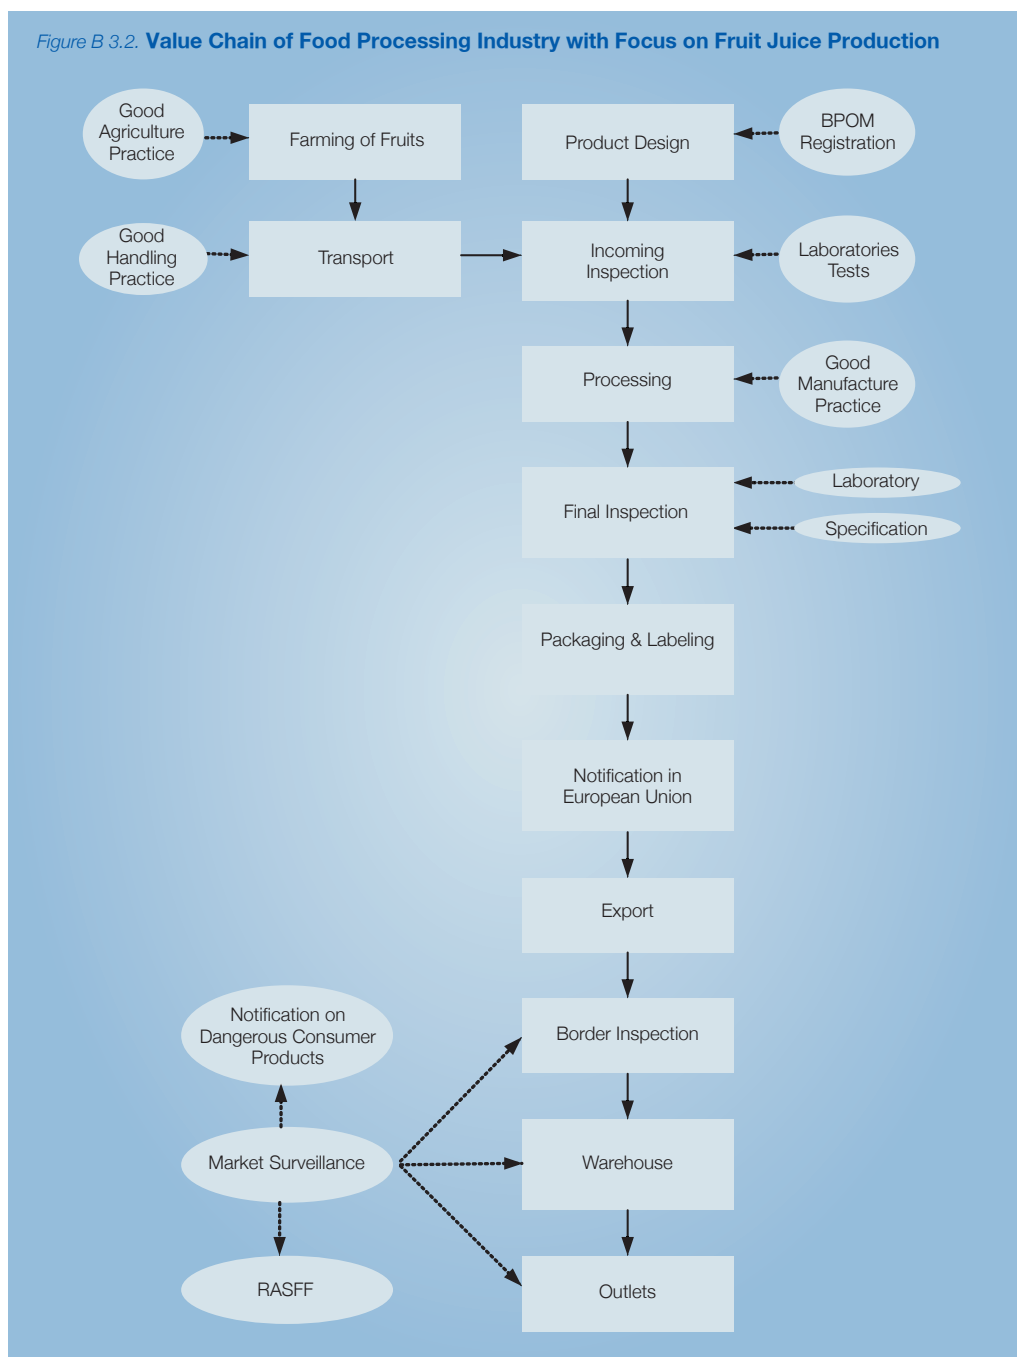 Figure B 3.2. Value Chain of Food Processing Industry with Focus on Fruit Juice Production
Good
Agriculture
Practice
Farming of Fruits
Product Design
BPOM
Registration
Good
Handling
Practice
Transport
Incoming
Inspection
Laboratories
Tests
Processing
Good
Manufacture
Practice
Final Inspection
Laboratory
Specification
Packaging & Labeling
Notification in
European Union
Export
Notification on
Dangerous Consumer
Products
Border Inspection
Market Surveillance
Warehouse
RASFF
Outlets